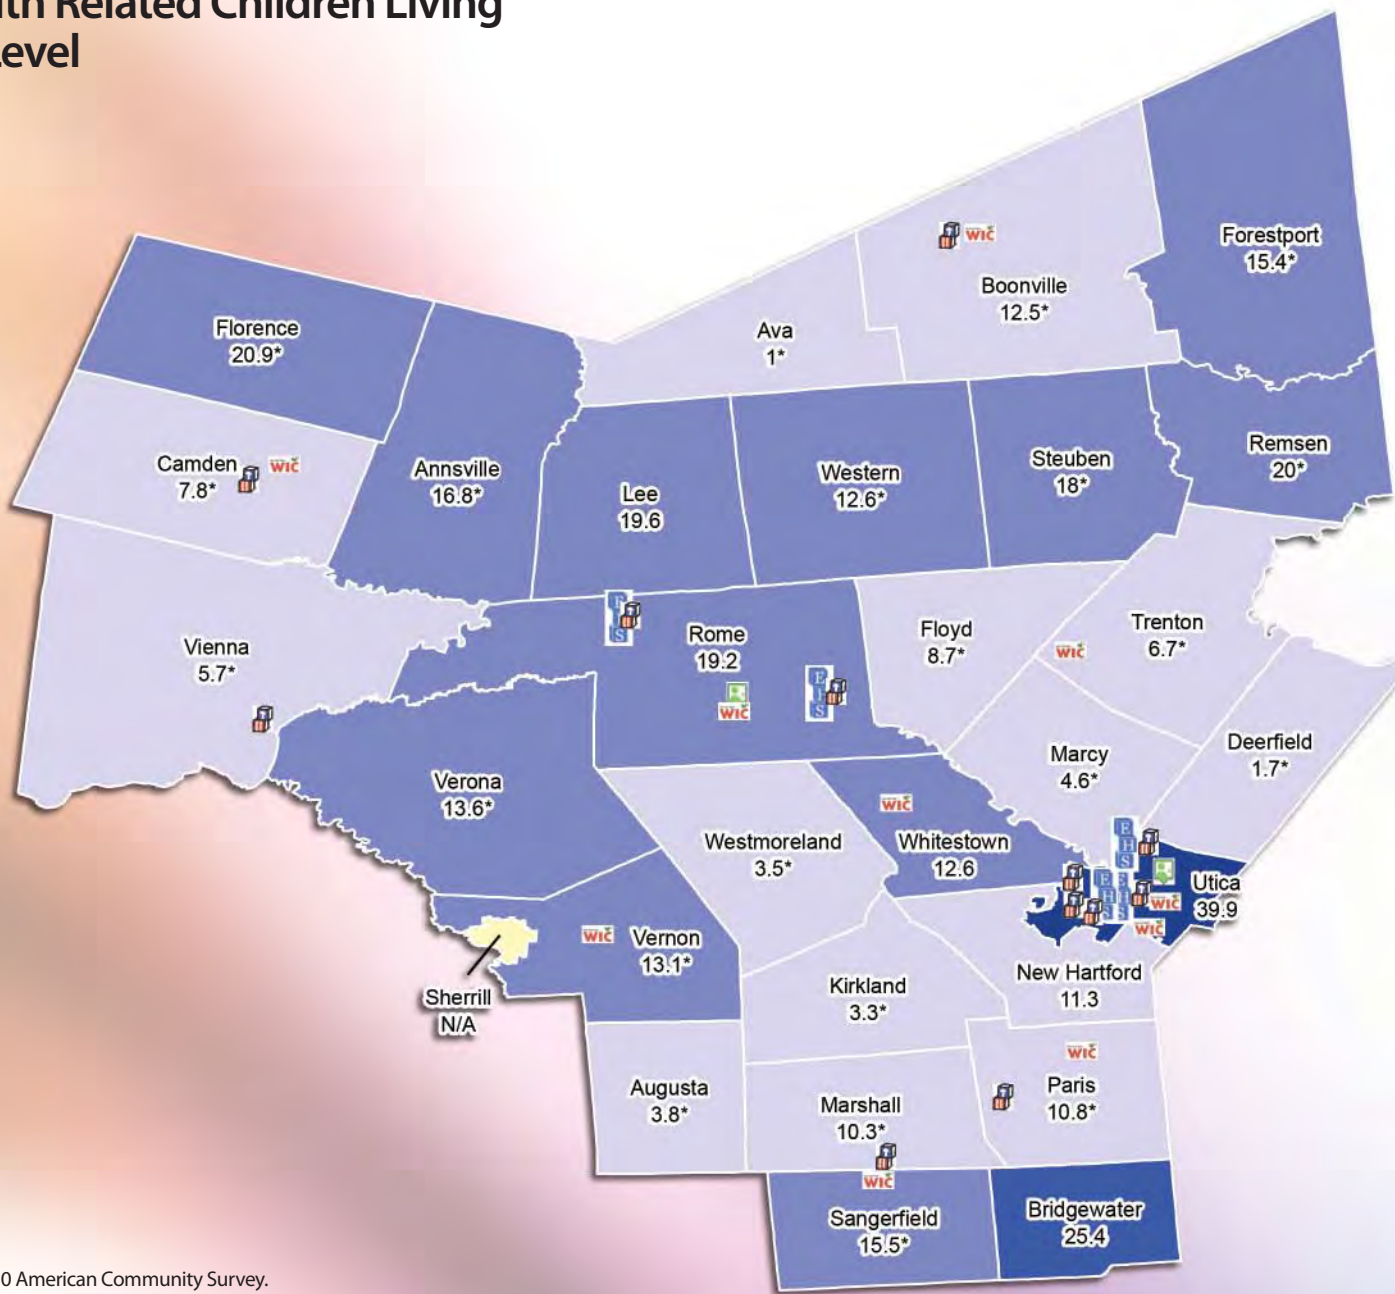 ith Related Children Living
evel
Forestport
15.4*
WIC
Boonville
12.5*
Florence
20.9*
Ava
1*
Camden
7.8*
WIC
Annsville
16.8*
Lee
19.6
Western
12.6*
Steuben
18*
Remsen
20*
Vienna
5.7*
S
Rome
19.2
WIC
E
S
Floyd
8.7*
WIC
Trenton
6.7*
Verona
13.6*
Marcy
4.6*
Deerfield
1.7*
Westmoreland
3.5*
WIC
Whitestown
12.6
E
H
S
E
H
S
H
S
Utica
39.9
WIC
WIC
WIC
Vernon
13.1*
Sherrill
N/A
Kirkland
3.3*
New Hartford
11.3
Augusta
3.8*
Marshall
10.3*
WIC
Paris
10.8*
WIC
Sangerfield
15.5*
Bridgewater
25.4
0 American Community Survey.